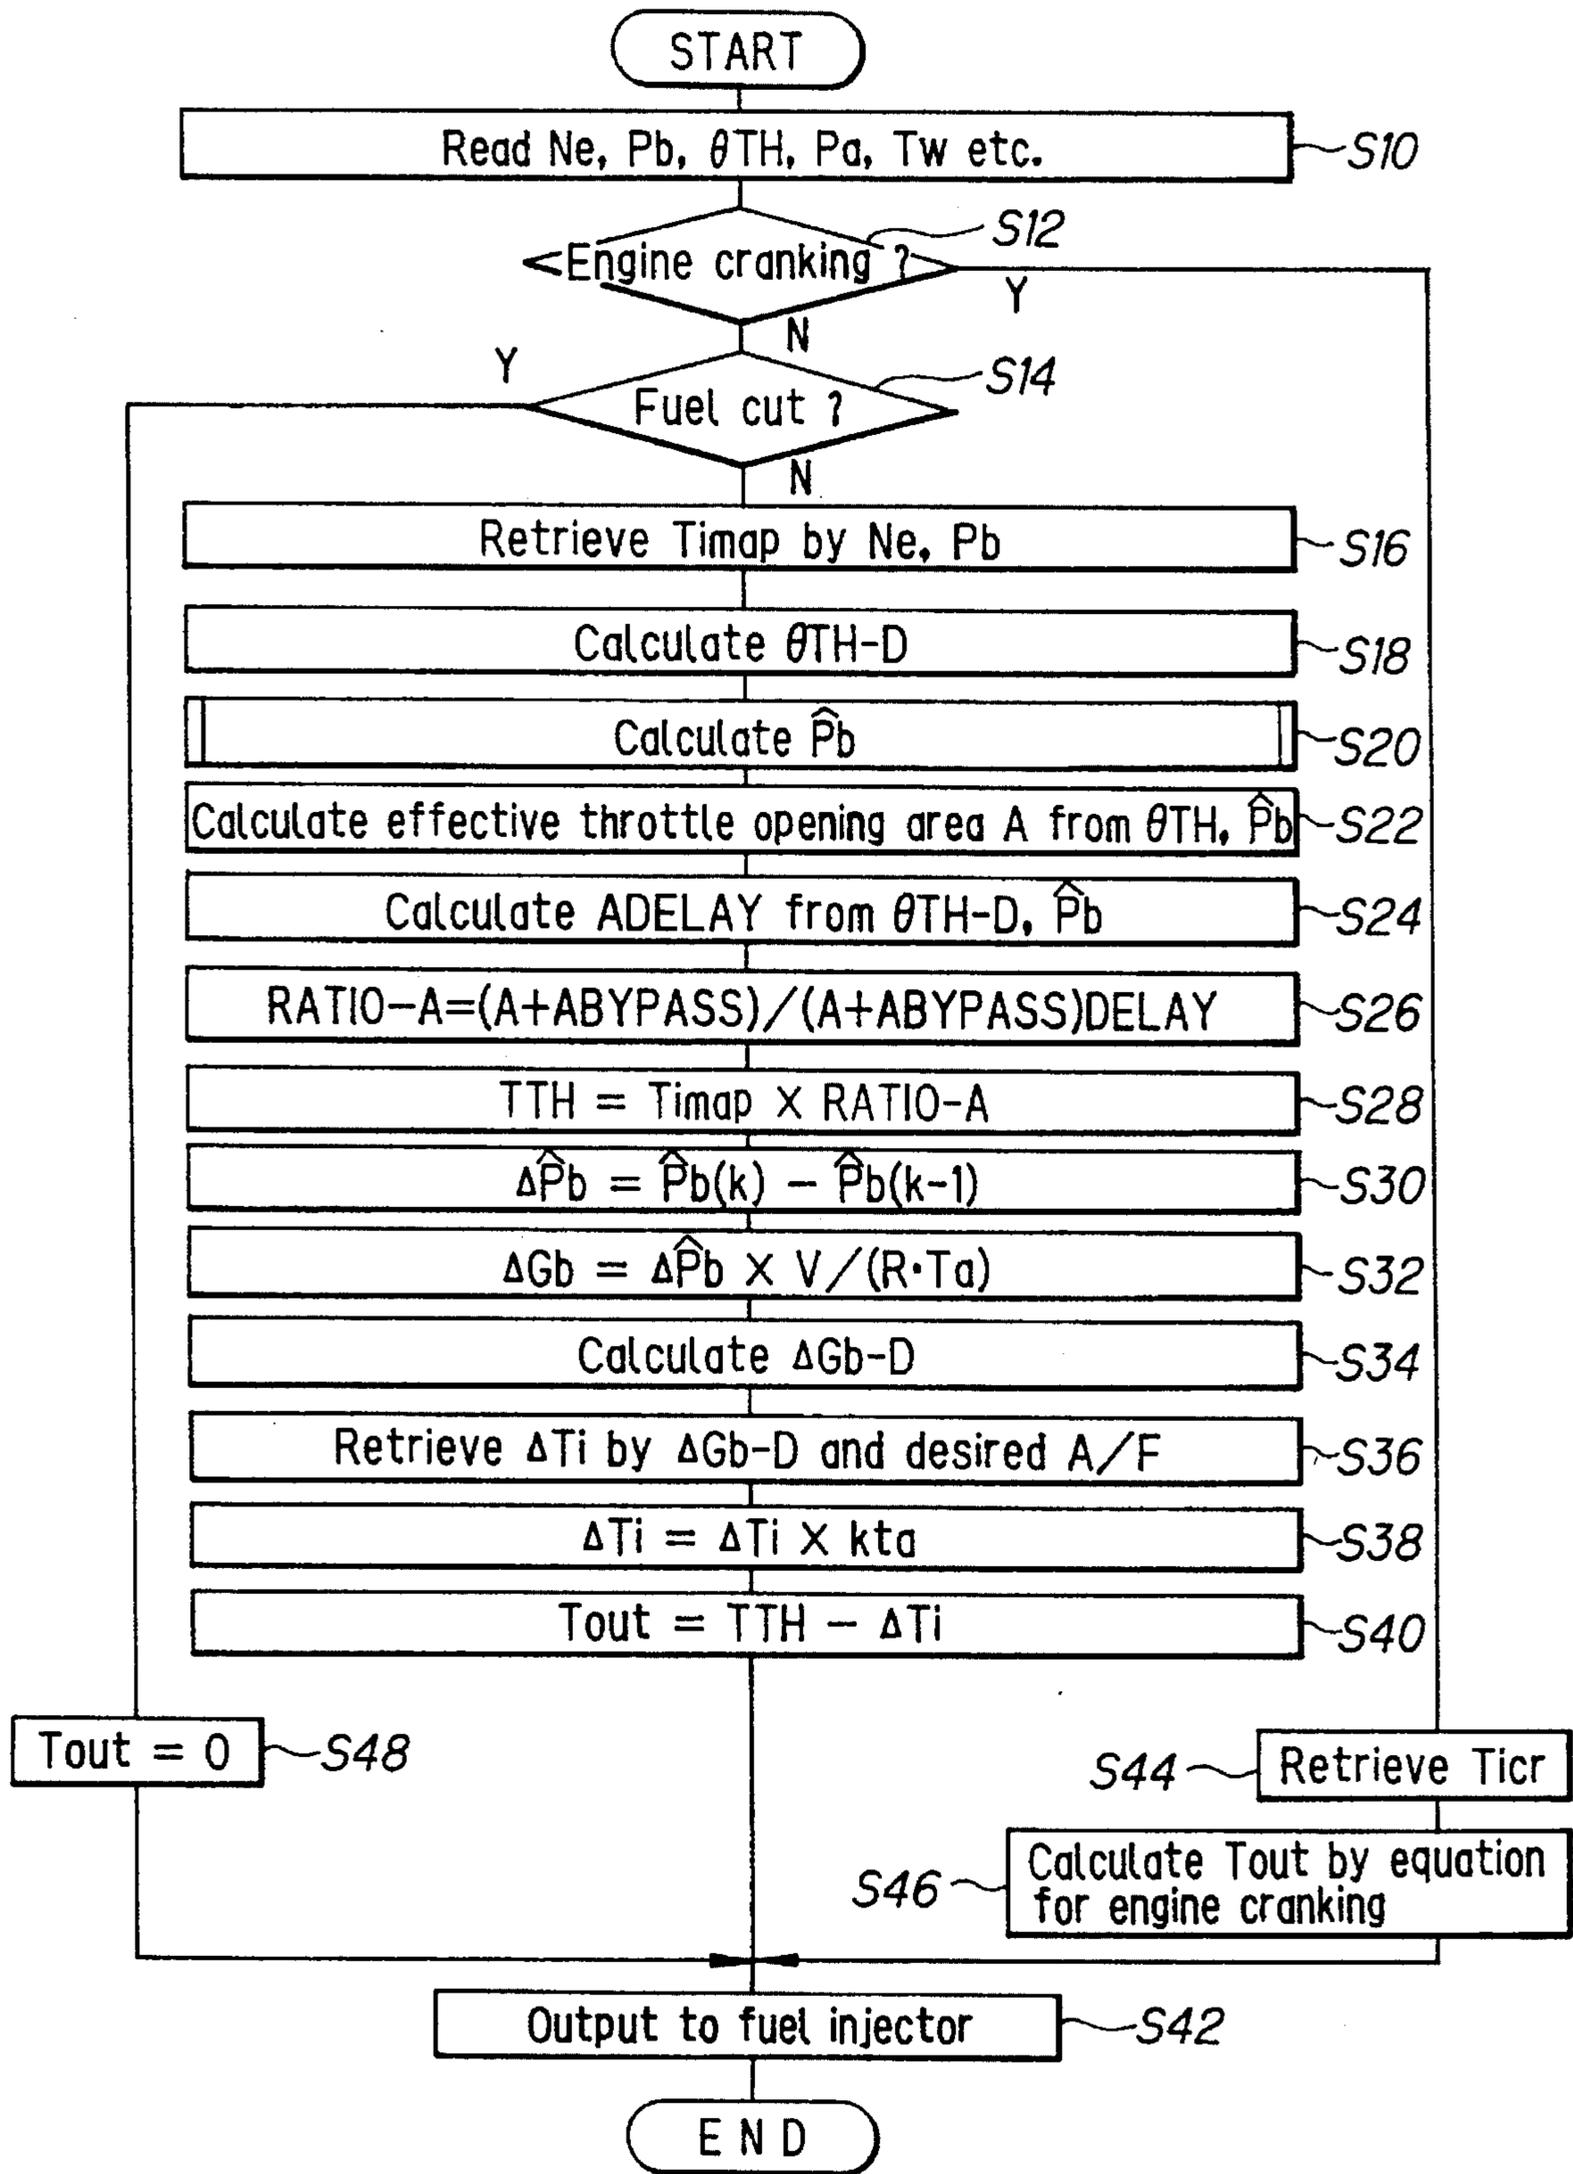 START
Read Ne, Pb, θTH, Pa, Tw etc.
S10
S12
Engine cranking ?
Y
N
Y
S14
Fuel cut ?
N
Retrieve Timap by Ne, Pb
S16
Calculate θTH-D
S18
Calculate P̂b
S20
Calculate effective throttle opening area A from θTH, P̂b
S22
Calculate ADELAY from θTH-D, P̂b
S24
RATIO-A=(A+ABYPASS)/(A+ABYPASS)DELAY
S26
TTH = Timap X RATIO-A
S28
ΔP̂b = P̂b(k) - P̂b(k-1)
S30
ΔGb = ΔP̂b X V/(R·Ta)
S32
Calculate ΔGb-D
S34
Retrieve ΔTi by ΔGb-D and desired A/F
S36
ΔTi = ΔTi X kta
S38
Tout = TTH - ΔTi
S40
Tout = 0
S48
S44
Retrieve Ticr
S46
Calculate Tout by equation
for engine cranking
Output to fuel injector
S42
END